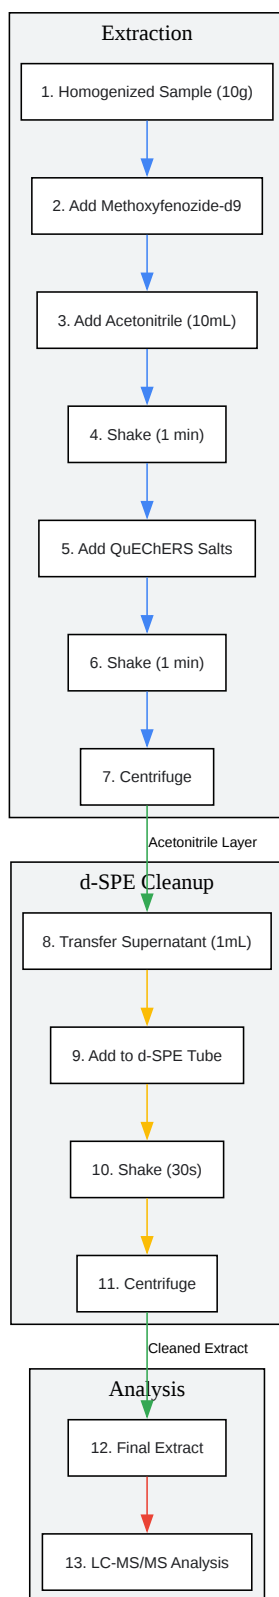 Extraction
1. Homogenized Sample (10g)
2. Add Methoxyfenozide-d9
3. Add Acetonitrile (10mL)
4. Shake (1 min)
5. Add QuEChERS Salts
6. Shake (1 min)
7. Centrifuge
Acetonitrile Layer
d-SPE Cleanup
8. Transfer Supernatant (1mL)
9. Add to d-SPE Tube
10. Shake (30s)
11. Centrifuge
Cleaned Extract
Analysis
12. Final Extract
13. LC-MS/MS Analysis